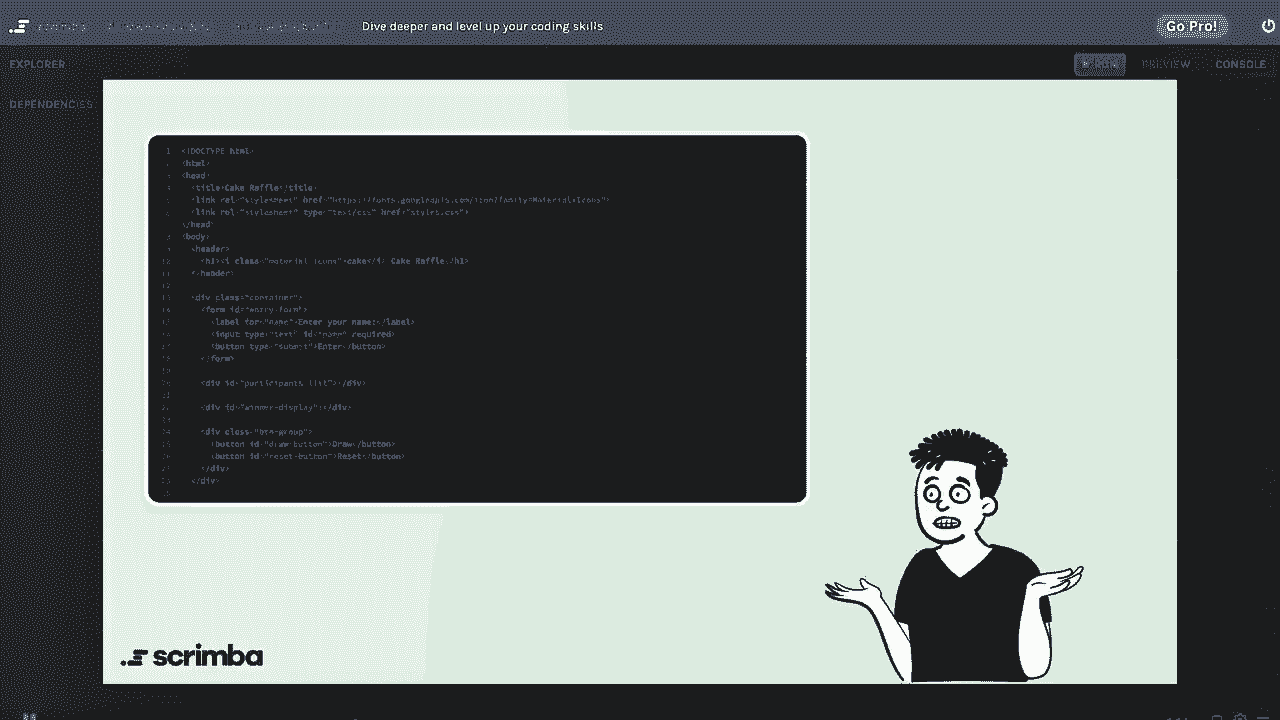 Dive deeper and level up your coding skills
Go Pro!
EXPLORER
PREVIEW
CONSOLE
DEPENDENCIES
1 <!DOCTYPE html>
<html>
<head>
<title>Cake Raffle</title>
<link rel="stylesheet" href="https://fonts.googleapis.com/icon?family=Material+Icons">
<link rel="stylesheet" type="text/css" href="styles.css">
</head>
<body>
<header>
<h1><i class="material-icons">cake</i> Cake Raffle</h1>
</header>
<div class="container">
<form id="entry-form">
<label for="name">Enter your name:</label>
<input type="text" id="name" required>
<button type="submit">Enter</button>
</form>
<div id="participants-list"></div>
<div id="winner-display"></div>
<div class="btn-group">
<button id="draw-button">Draw</button>
<button id="reset-button">Reset</button>
</div>
</div>
scrimba